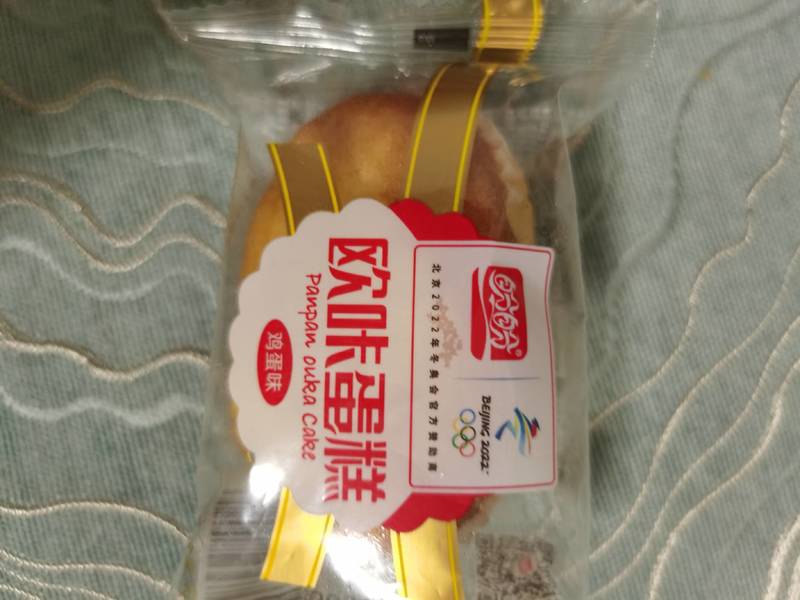 盼盼
BEIJING 2022
北京2022年冬奥会官方赞助商
欧咔蛋糕
Panpan ouka Cake
鸡蛋味